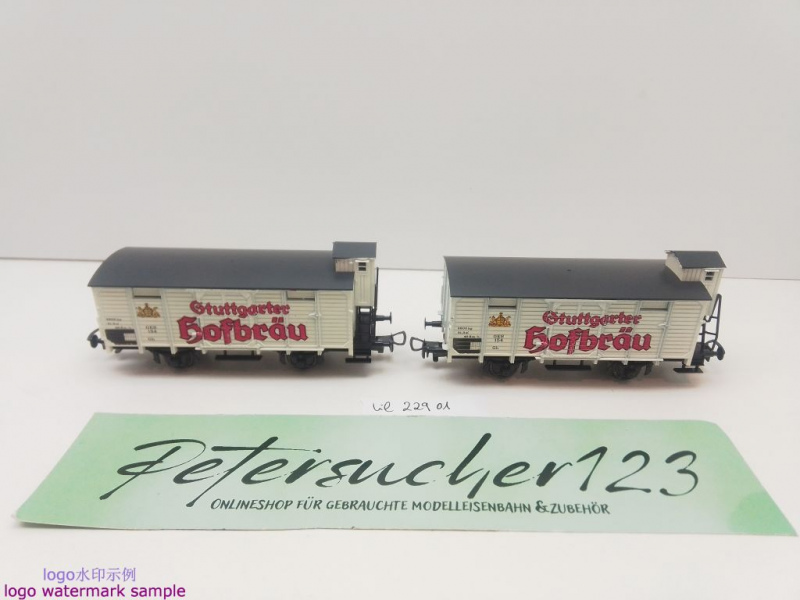 Stuttgarter
Hofbräu
Stuttgarter
Hofbräu
154
229 01
Petersucher123
ONLINESHOP FÜR GEBRAUCHTE MODELLEISENBAHN & ZUBEHÖR
logo水印示例
logo watermark sample